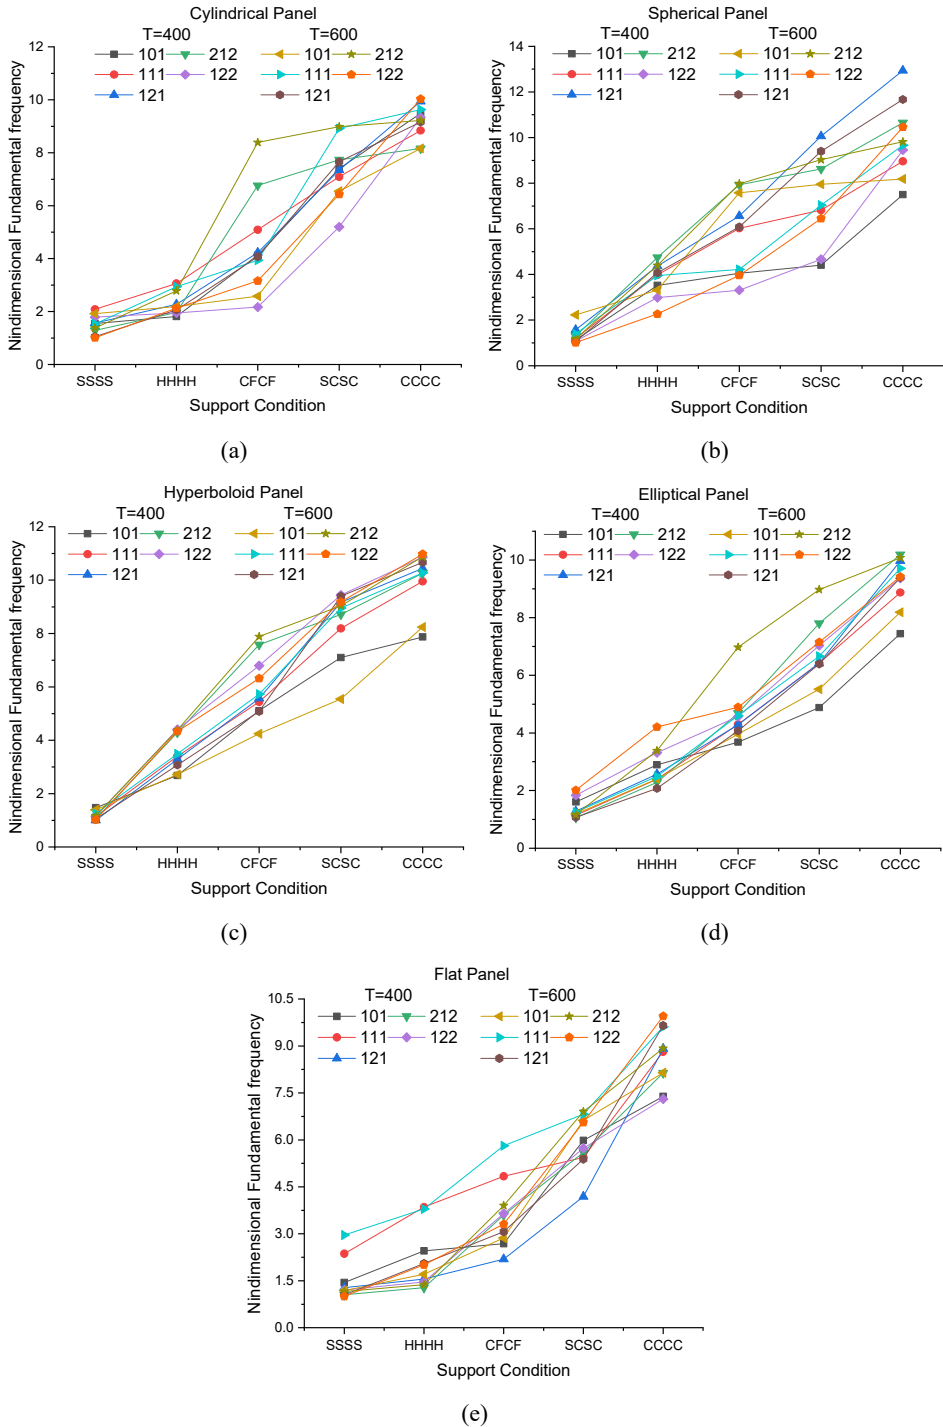 Cylindrical Panel
T=400 T=600
101 212 101 212
111 122 111 122
121 121
Nindimensional Fundamental frequency
12
10
8
6
4
2
0
SSSS HHHH CFCF SCSC CCCC
Support Condition
(a)
Spherical Panel
T=400 T=600
101 212 101 212
111 122 111 122
121 121
Nindimensional Fundamental frequency
14
12
10
8
6
4
2
0
SSSS HHHH CFCF SCSC CCCC
Support Condition
(b)
Hyperboloid Panel
T=400 T=600
101 212 101 212
111 122 111 122
121 121
Nindimensional Fundamental frequency
12
10
8
6
4
2
0
SSSS HHHH CFCF SCSC CCCC
Support Condition
(c)
Elliptical Panel
T=400 T=600
101 212 101 212
111 122 111 122
121 121
Nindimensional Fundamental frequency
10
8
6
4
2
0
SSSS HHHH CFCF SCSC CCCC
Support Condition
(d)
Flat Panel
T=400 T=600
101 212 101 212
111 122 111 122
121 121
Nindimensional Fundamental frequency
10.5
9.0
7.5
6.0
4.5
3.0
1.5
0.0
SSSS HHHH CFCF SCSC CCCC
Support Condition
(e)